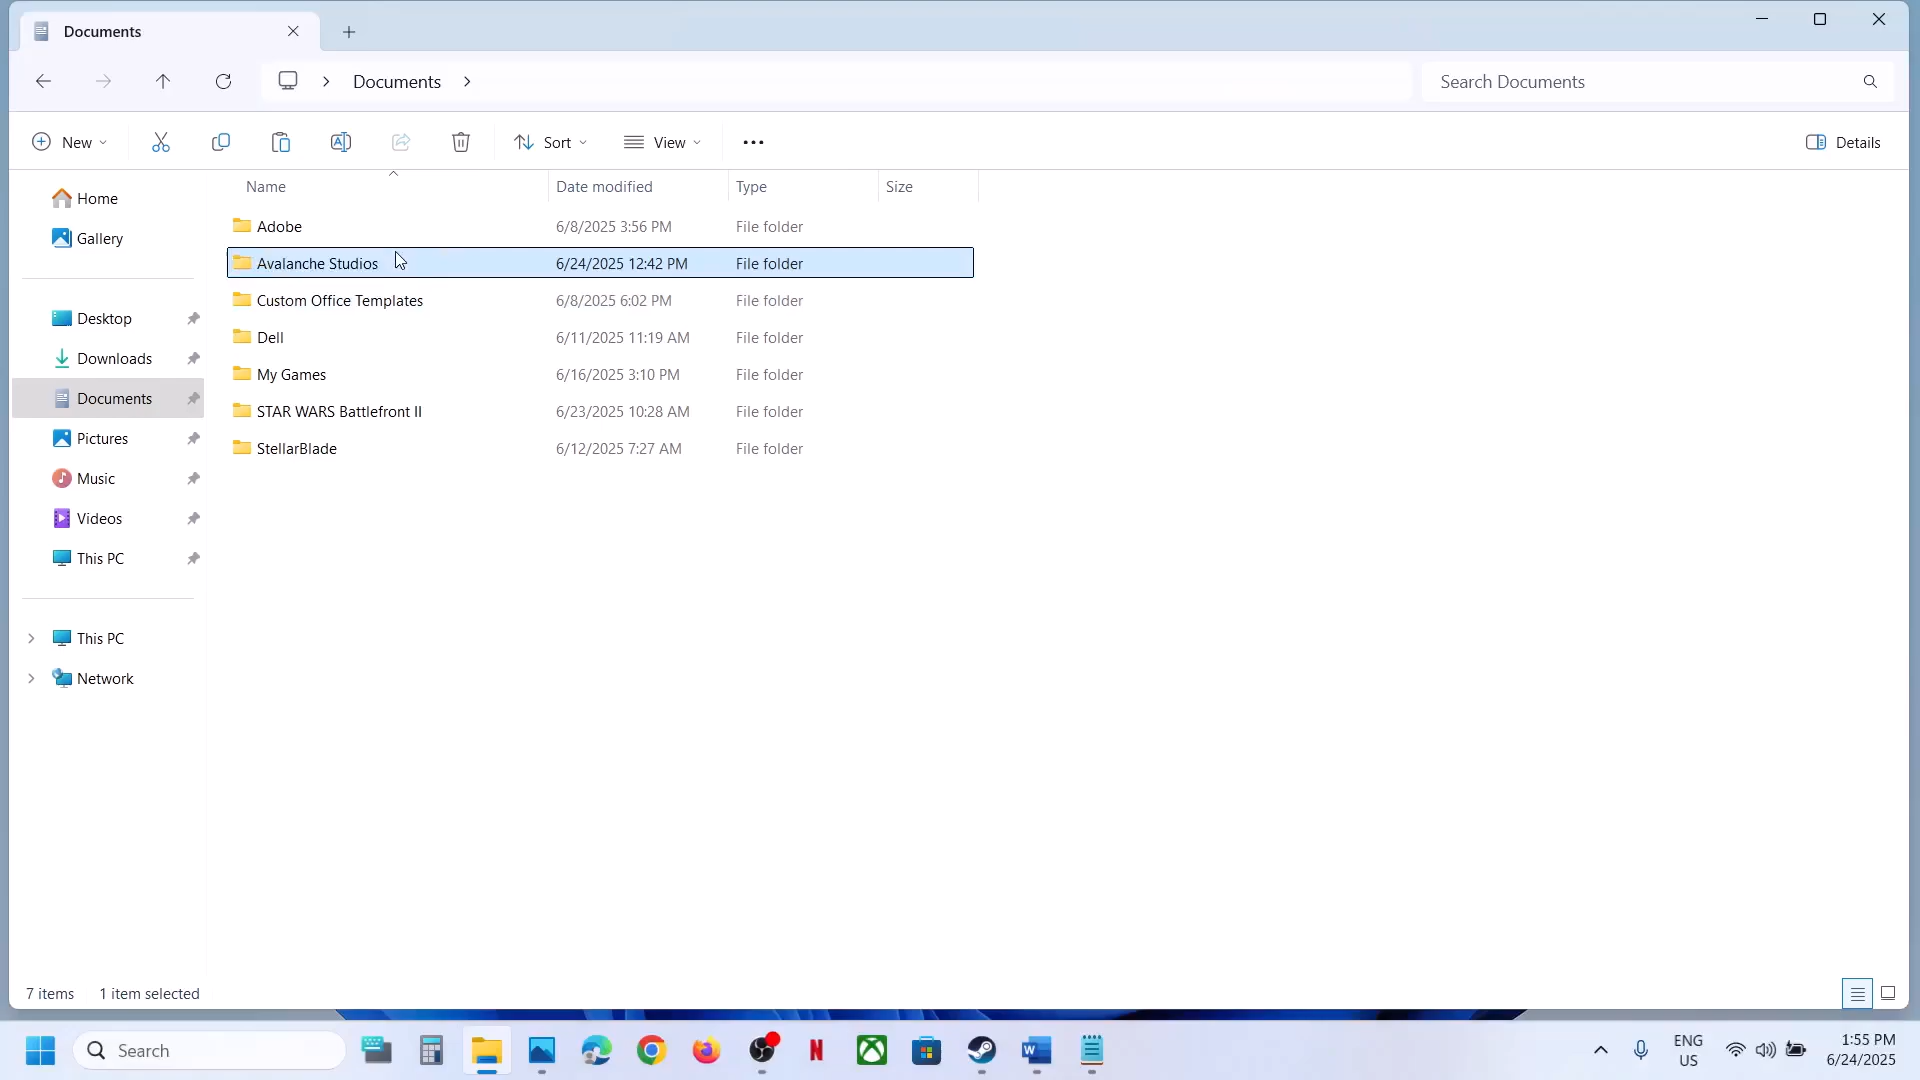 Documents
Documents
Search Documents
New
Sort
View
Details
Name
Date modified
Type
Size
Home
Gallery
Desktop
Downloads
Documents
Pictures
Music
Videos
This PC
This PC
Network
Adobe 6/8/2025 3:56 PM File folder
Avalanche Studios 6/24/2025 12:42 PM File folder
Custom Office Templates 6/8/2025 6:02 PM File folder
Dell 6/11/2025 11:19 AM File folder
My Games 6/16/2025 3:10 PM File folder
STAR WARS Battlefront II 6/23/2025 10:28 AM File folder
StellarBlade 6/12/2025 7:27 AM File folder
7 items 1 item selected
Search
ENG
US
1:55 PM
6/24/2025